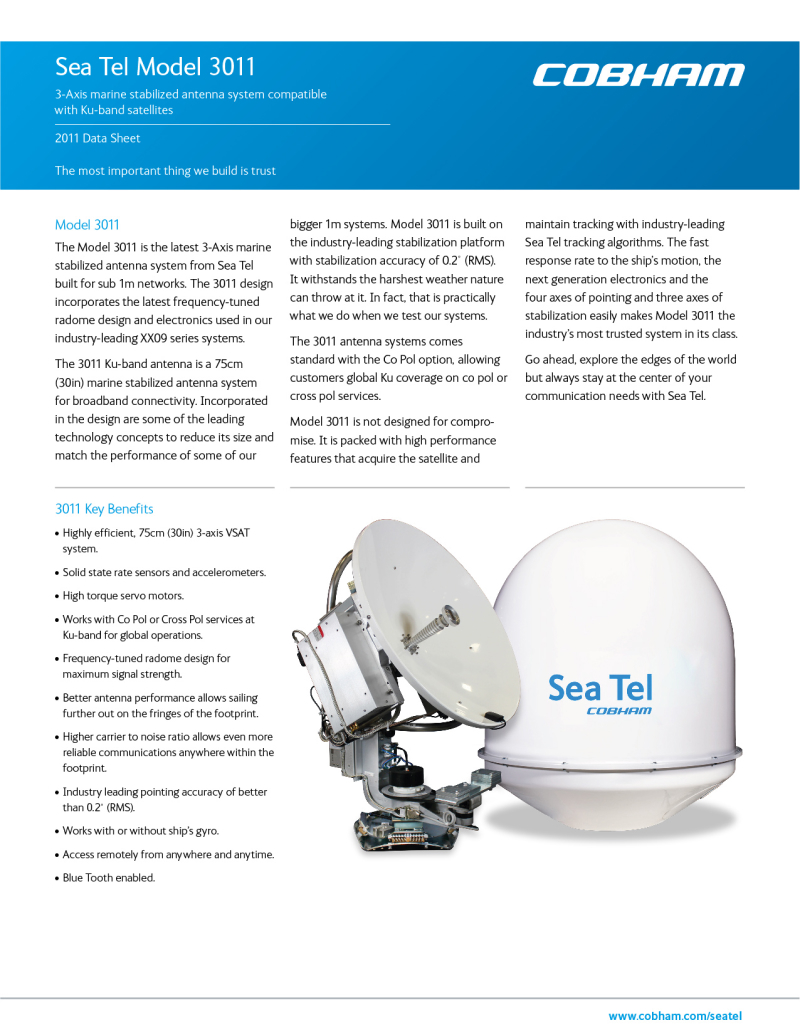 Sea Tel Model 3011
COBHAM
3-Axis marine stabilized antenna system compatible
with Ku-band satellites
2011 Data Sheet
The most important thing we build is trust
Model 3011
The Model 3011 is the latest 3-Axis marine
stabilized antenna system from Sea Tel
built for sub 1m networks. The 3011 design
incorporates the latest frequency-tuned
radome design and electronics used in our
industry-leading XX09 series systems.
The 3011 Ku-band antenna is a 75cm
(30in) marine stabilized antenna system
for broadband connectivity. Incorporated
in the design are some of the leading
technology concepts to reduce its size and
match the performance of some of our
bigger 1m systems. Model 3011 is built on
the industry-leading stabilization platform
with stabilization accuracy of 0.2° (RMS).
It withstands the harshest weather nature
can throw at it. In fact, that is practically
what we do when we test our systems.
The 3011 antenna systems comes
standard with the Co Pol option, allowing
customers global Ku coverage on co pol or
cross pol services.
Model 3011 is not designed for compro-
mise. It is packed with high performance
features that acquire the satellite and
maintain tracking with industry-leading
Sea Tel tracking algorithms. The fast
response rate to the ship's motion, the
next generation electronics and the
four axes of pointing and three axes of
stabilization easily makes Model 3011 the
industry's most trusted system in its class.
Go ahead, explore the edges of the world
but always stay at the center of your
communication needs with Sea Tel.
3011 Key Benefits
• Highly efficient, 75cm (30in) 3-axis VSAT
system.
• Solid state rate sensors and accelerometers.
• High torque servo motors.
• Works with Co Pol or Cross Pol services at
Ku-band for global operations.
• Frequency-tuned radome design for
maximum signal strength.
• Better antenna performance allows sailing
further out on the fringes of the footprint.
• Higher carrier to noise ratio allows even more
reliable communications anywhere within the
footprint.
• Industry leading pointing accuracy of better
than 0.2° (RMS).
• Works with or without ship's gyro.
• Access remotely from anywhere and anytime.
• Blue Tooth enabled.
Sea Tel
COBHAM
www.cobham.com/seatel